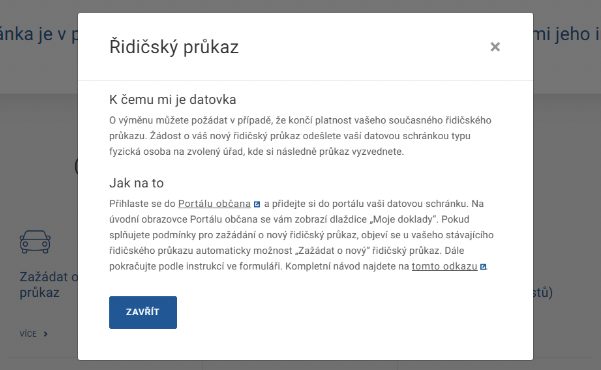 ánka je v p
mi jeho i
Řidičský průkaz
×
K čemu mi je datovka
O výměnu můžete požádat v případě, že končí platnost vašeho současného řidičského
průkazu. Žádost o váš nový řidičský průkaz odešlete vaší datovou schránkou typu
fyzická osoba na zvolený úřad, kde si následně průkaz vyzvednete.
Jak na to
Přihlaste se do Portálu občana a přidejte si do portálu vaši datovou schránku. Na
úvodní obrazovce Portálu občana se vám zobrazí dlaždice „Moje doklady". Pokud
splňujete podmínky pro zažádání o nový řidičský průkaz, objeví se u vašeho stávajícího
řidičského průkazu automaticky možnost „Zažádat o nový" řidičský průkaz. Dále
pokračujte podle instrukcí ve formuláři. Kompletní návod najdete na tomto odkazu.
ZAVŘÍT
Zažádat o
průkaz
stů)
VÍCE >